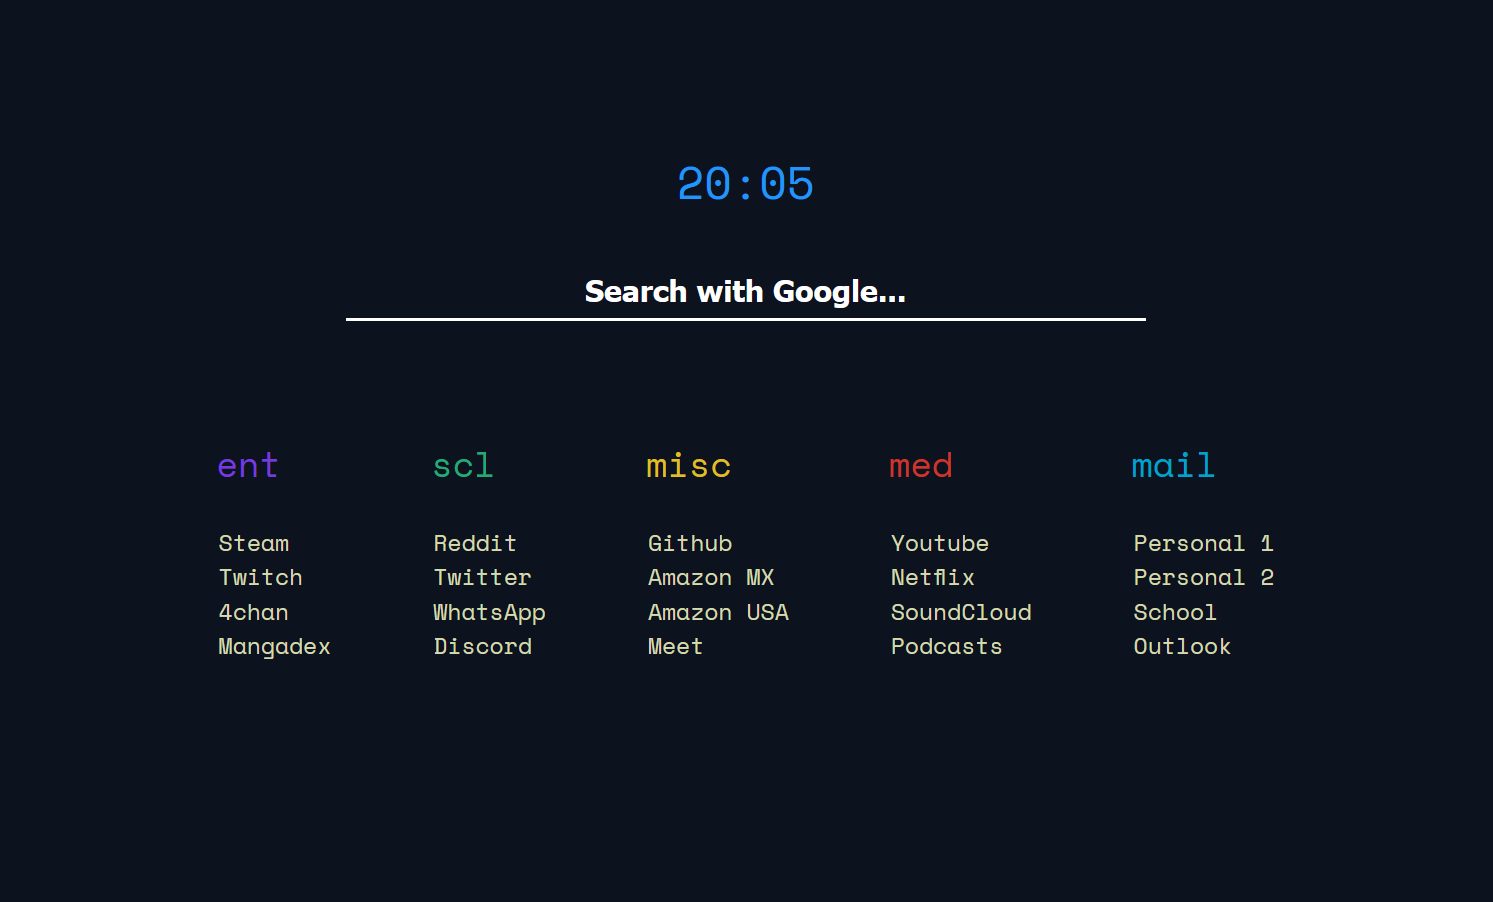 20:05
Search with Google...
ent
Steam
Twitch
4chan
Mangadex
scl
Reddit
Twitter
WhatsApp
Discord
misc
Github
Amazon MX
Amazon USA
Meet
med
Youtube
Netflix
SoundCloud
Podcasts
mail
Personal 1
Personal 2
School
Outlook